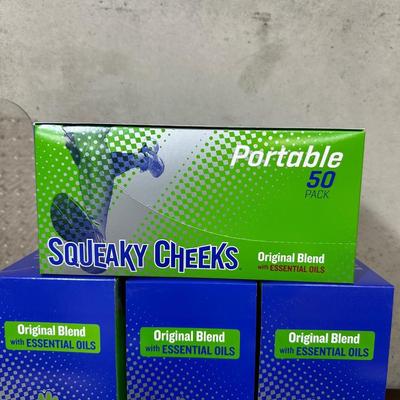 Portable
50
PACK
SQUEAKY CHEEKS
Original Blend
with ESSENTIAL OILS
Original Blend
with ESSENTIAL OILS
Original Blend
with ESSENTIAL OILS
Original Blend
with ESSENTIAL OILS